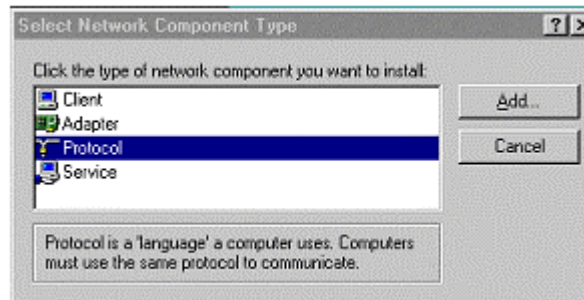 Select Network Component Type
Click the type of network component you want to install:
Client
Adapter
Protocol
Service
Add...
Cancel
Protocol is a 'language' a computer uses. Computers
must use the same protocol to communicate.